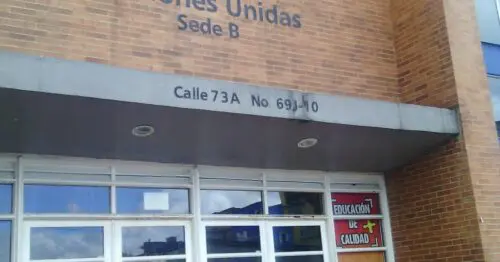 Unidas
Sede B
Calle 73A No 69J-10
EDUCACIÓN
DE
CALIDAD